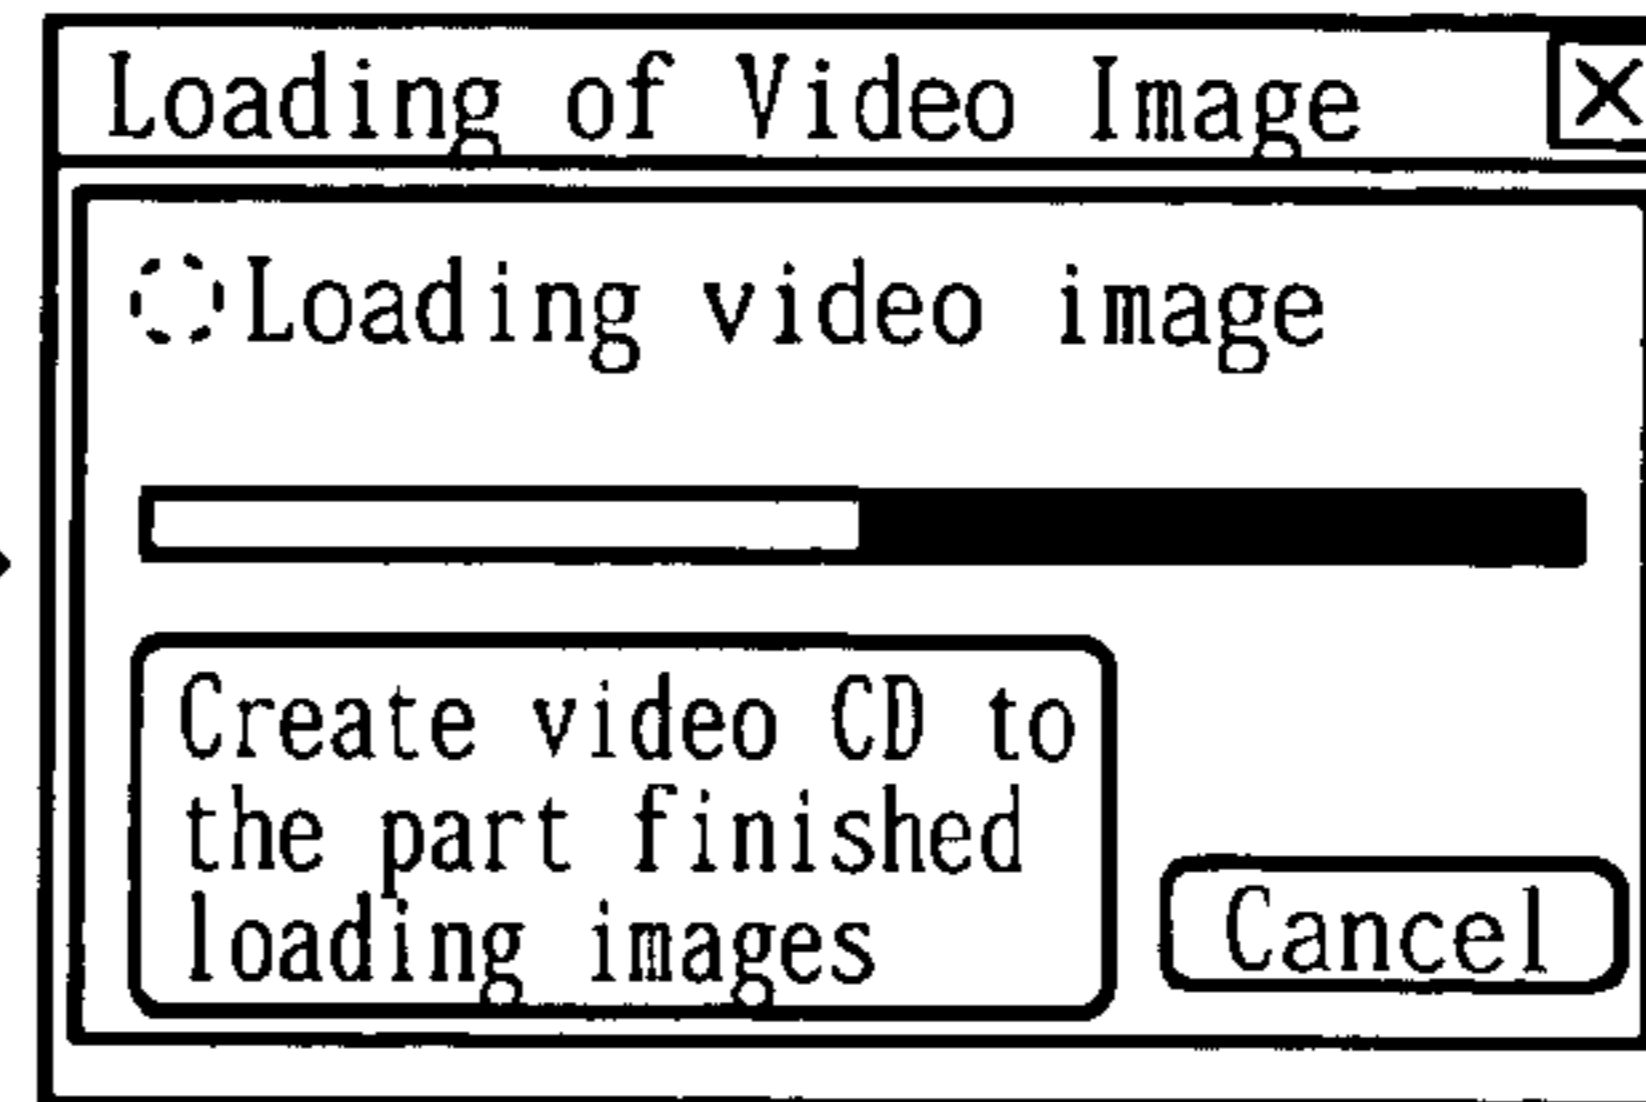 Loading of Video Image
Loading video image
Create video CD to
the part finished
loading images
Cancel